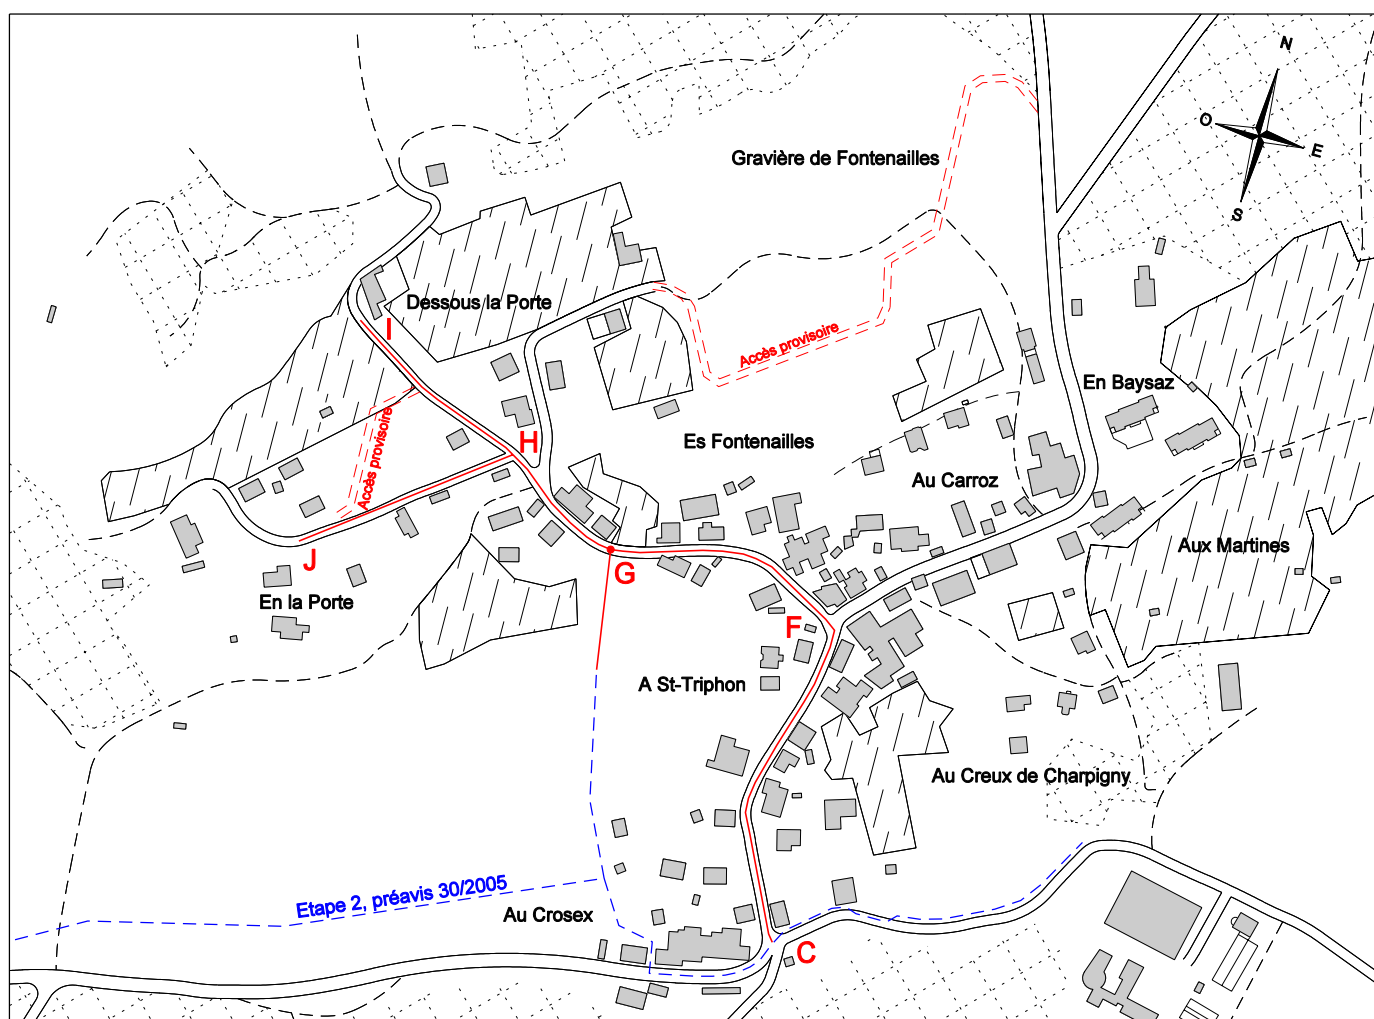 N
O
E
S
Gravière de Fontenailles
Dessous la Porte
I
Accès provisoire
En Baysaz
Accès provisoire
H
Es Fontenailles
Au Carroz
Aux Martines
J
G
En la Porte
F
A St-Triphon
Au Creux de Charpigny
Etape 2, préavis 30/2005
Au Crosex
C